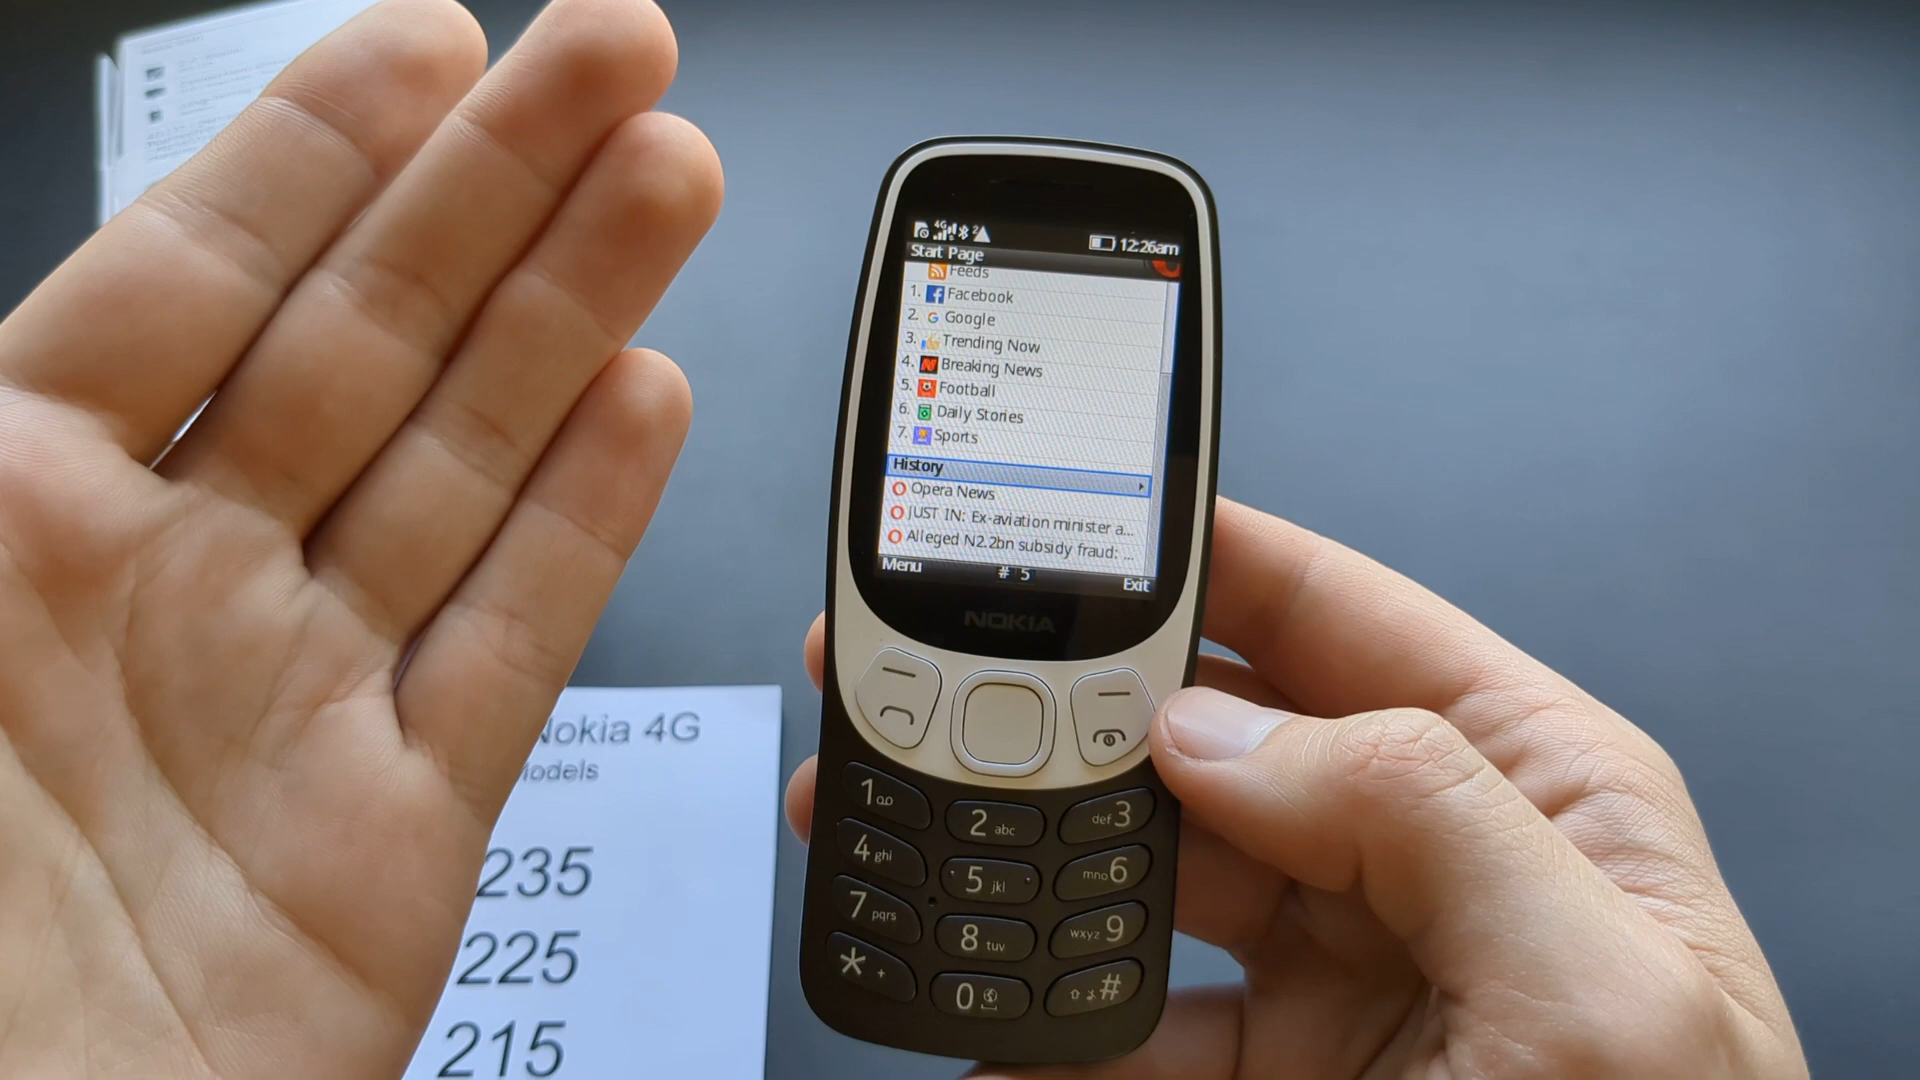 4G 2 12:26am
Start Page
Feeds
1. Facebook
2. Google
3. Trending Now
4. Breaking News
5. Football
6. Daily Stories
7. Sports
History
Opera News
JUST IN: Ex-aviation minister a...
Alleged N2.2bn subsidy fraud: ...
Menu # 5 Exit
NOKIA
1
2 abc
def 3
4 ghi
5 jkl
mno 6
7 pqrs
8 tuv
wxyz 9
* +
0
#
Nokia 4G
Models
235
225
215